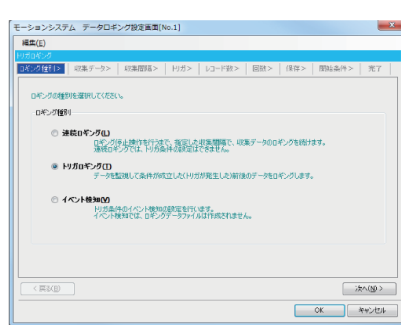 モーションシステム データロギング設定画面[No.1]
編集(E)
トリガロギング
ロギング種別> 収集データ> 収集間隔> トリガ> レコード数> 回数> 保存> 開始条件> 完了
ロギングの種別を選択してください。
ロギング種別
連続ロギング(L)
ロギング停止操作を行うまで、指定した収集間隔で、収集データのロギングを続けます。
連続ロギングでは、トリガ条件の設定はできません。
トリガロギング(T)
データを監視して条件が成立した(トリガが発生した)前後のデータをロギングします。
イベント検知(V)
トリガ条件のイベント検知の設定を行います。
イベント検知では、ロギングデータファイルは作成されません。
< 戻る(B)
次へ(N) >
OK キャンセル